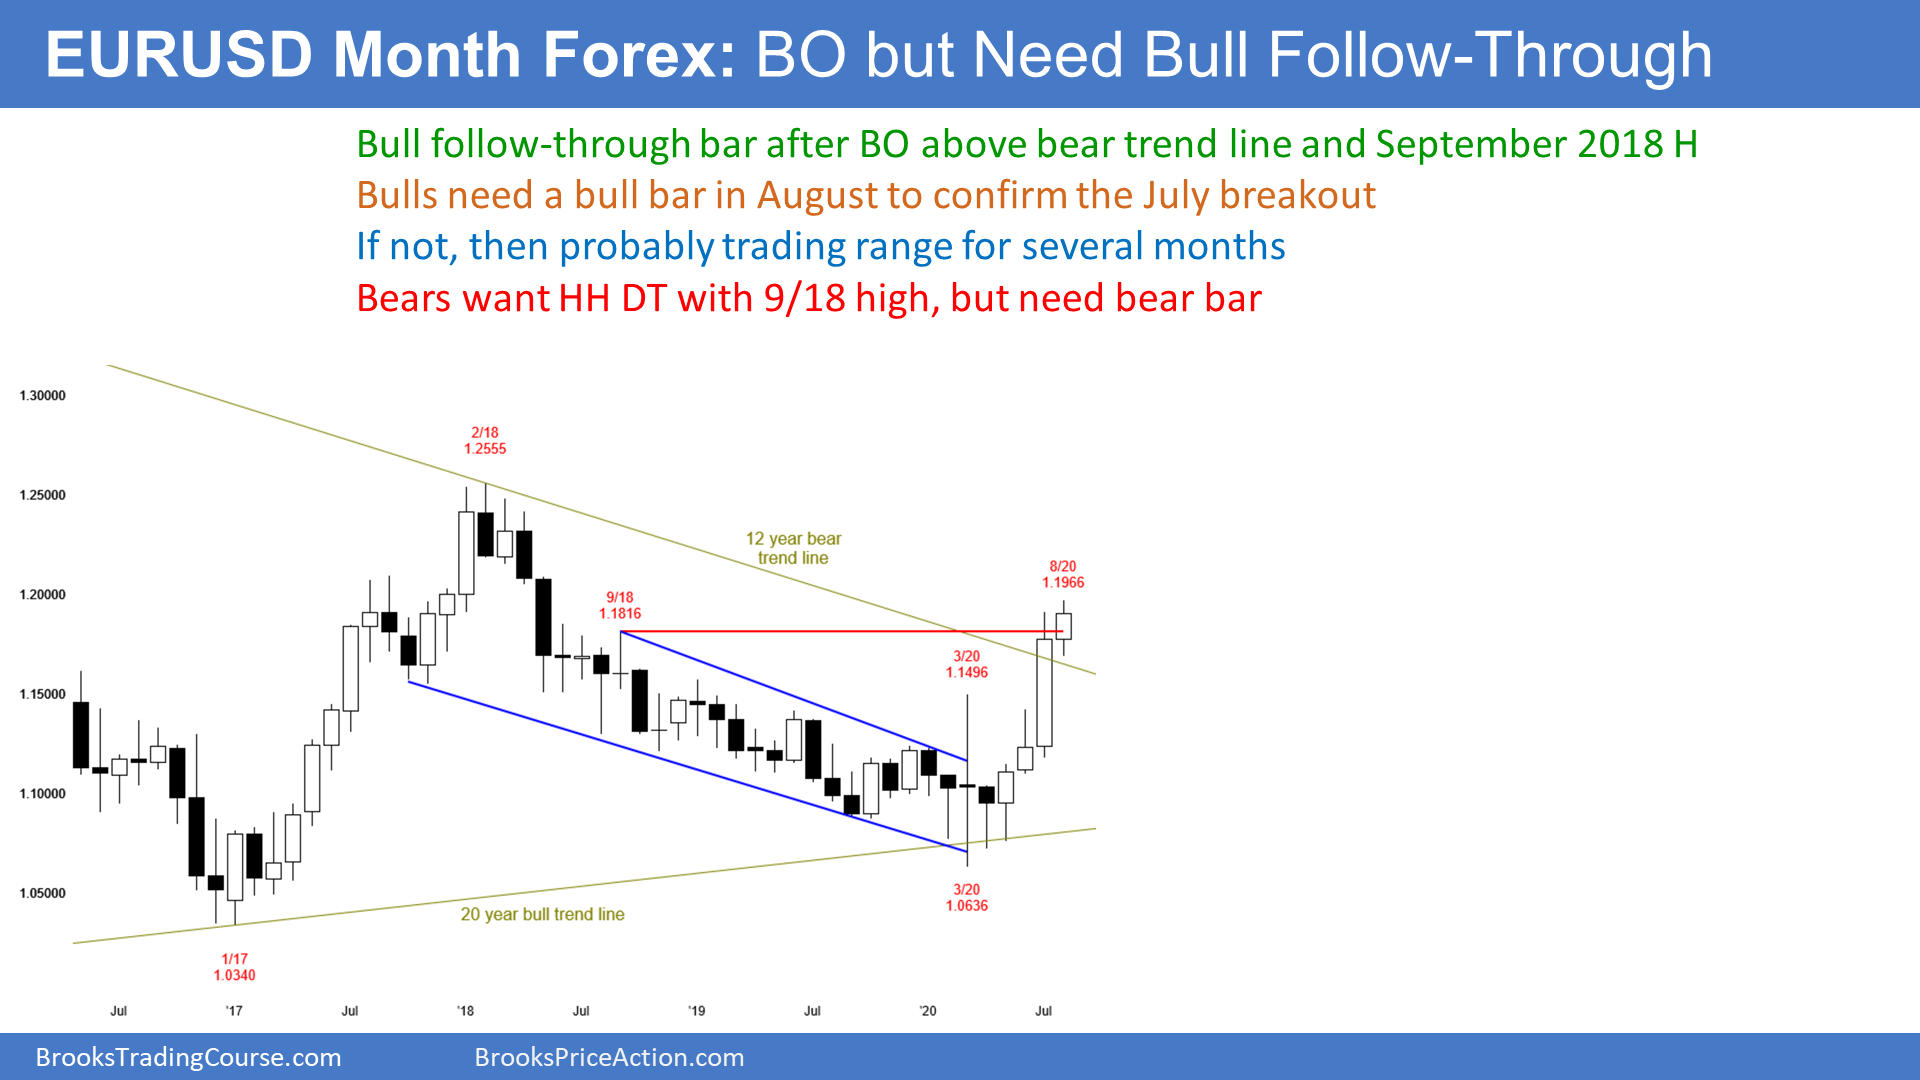 EURUSD Month Forex: BO but Need Bull Follow-Through
Bull follow-through bar after BO above bear trend line and September 2018 H
Bulls need a bull bar in August to confirm the July breakout
If not, then probably trading range for several months
Bears want HH DT with 9/18 high, but need bear bar
1.30000
2/18
1.2555
1.25000
12 year bear
trend line
8/20
1.1966
1.20000
9/18
1.1816
3/20
1.1496
1.15000
1.10000
1.05000
3/20
1.0636
20 year bull trend line
1/17
1.0340
Jul '17 Jul '18 Jul '19 Jul '20 Jul
BrooksTradingCourse.com BrooksPriceAction.com